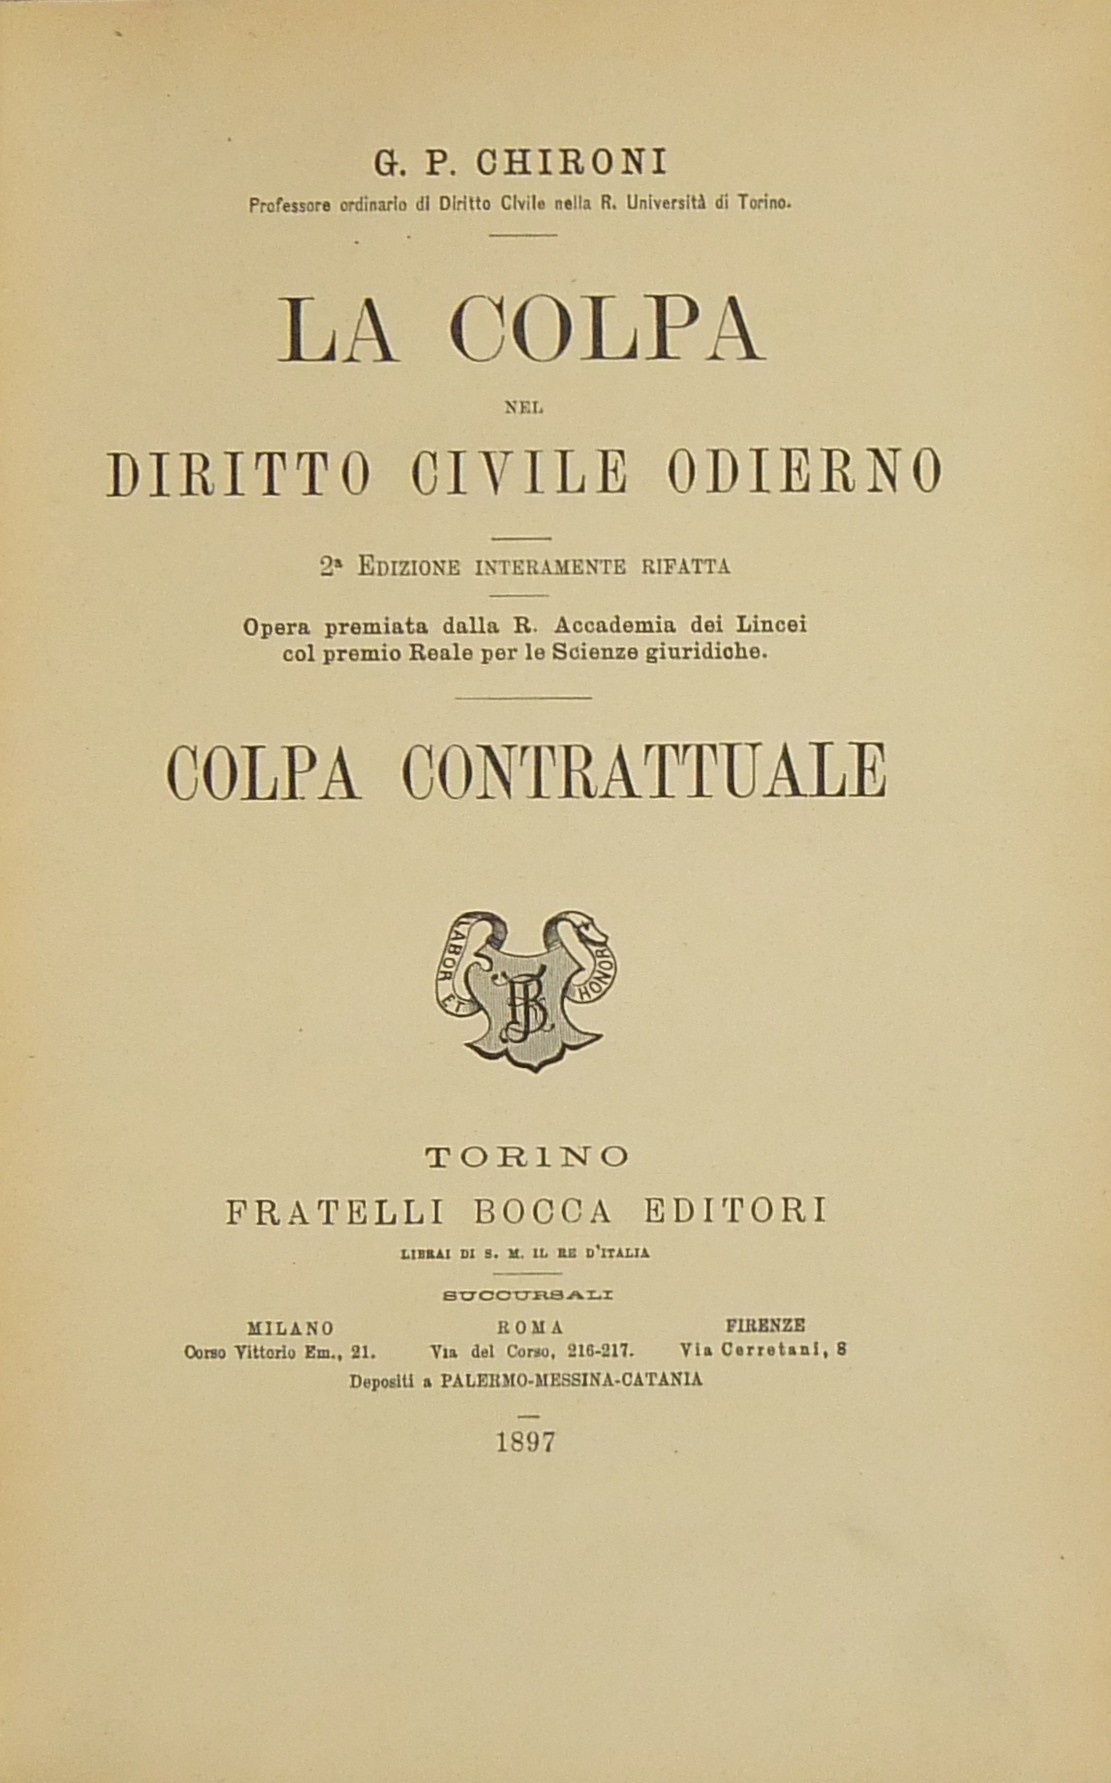 G. P. CHIRONI
Professore ordinario di Diritto Civile nella R. Università di Torino.
LA COLPA
NEL
DIRITTO CIVILE ODIERNO
2ª EDIZIONE INTERAMENTE RIFATTA
Opera premiata dalla R. Accademia dei Lincei
col premio Reale per le Scienze giuridiche.
COLPA CONTRATTUALE
LABOR ET HONOR
TORINO
FRATELLI BOCCA EDITORI
LIBRAI DI S. M. IL RE D'ITALIA
SUCCURSALI
MILANO ROMA FIRENZE
Corso Vittorio Em., 21. Via del Corso, 216-217. Via Cerretani, 8
Depositi a PALERMO-MESSINA-CATANIA
1897